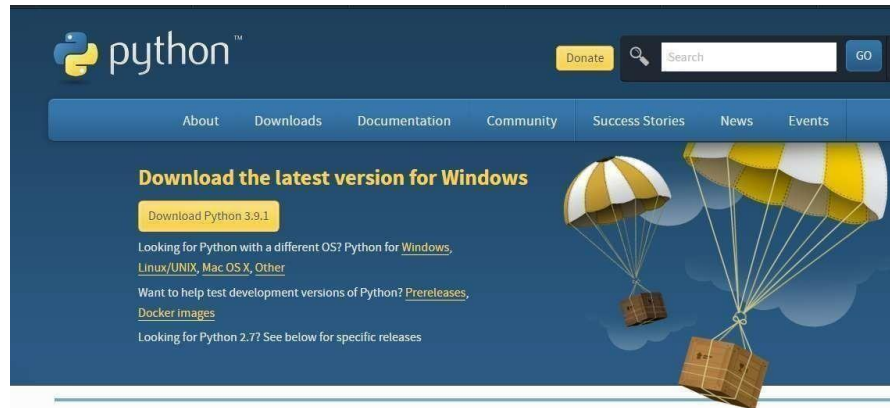 python™
Donate
Search
GO
About Downloads Documentation Community Success Stories News Events
Download the latest version for Windows
Download Python 3.9.1
Looking for Python with a different OS? Python for Windows,
Linux/UNIX, Mac OS X, Other
Want to help test development versions of Python? Prereleases,
Docker images
Looking for Python 2.7? See below for specific releases